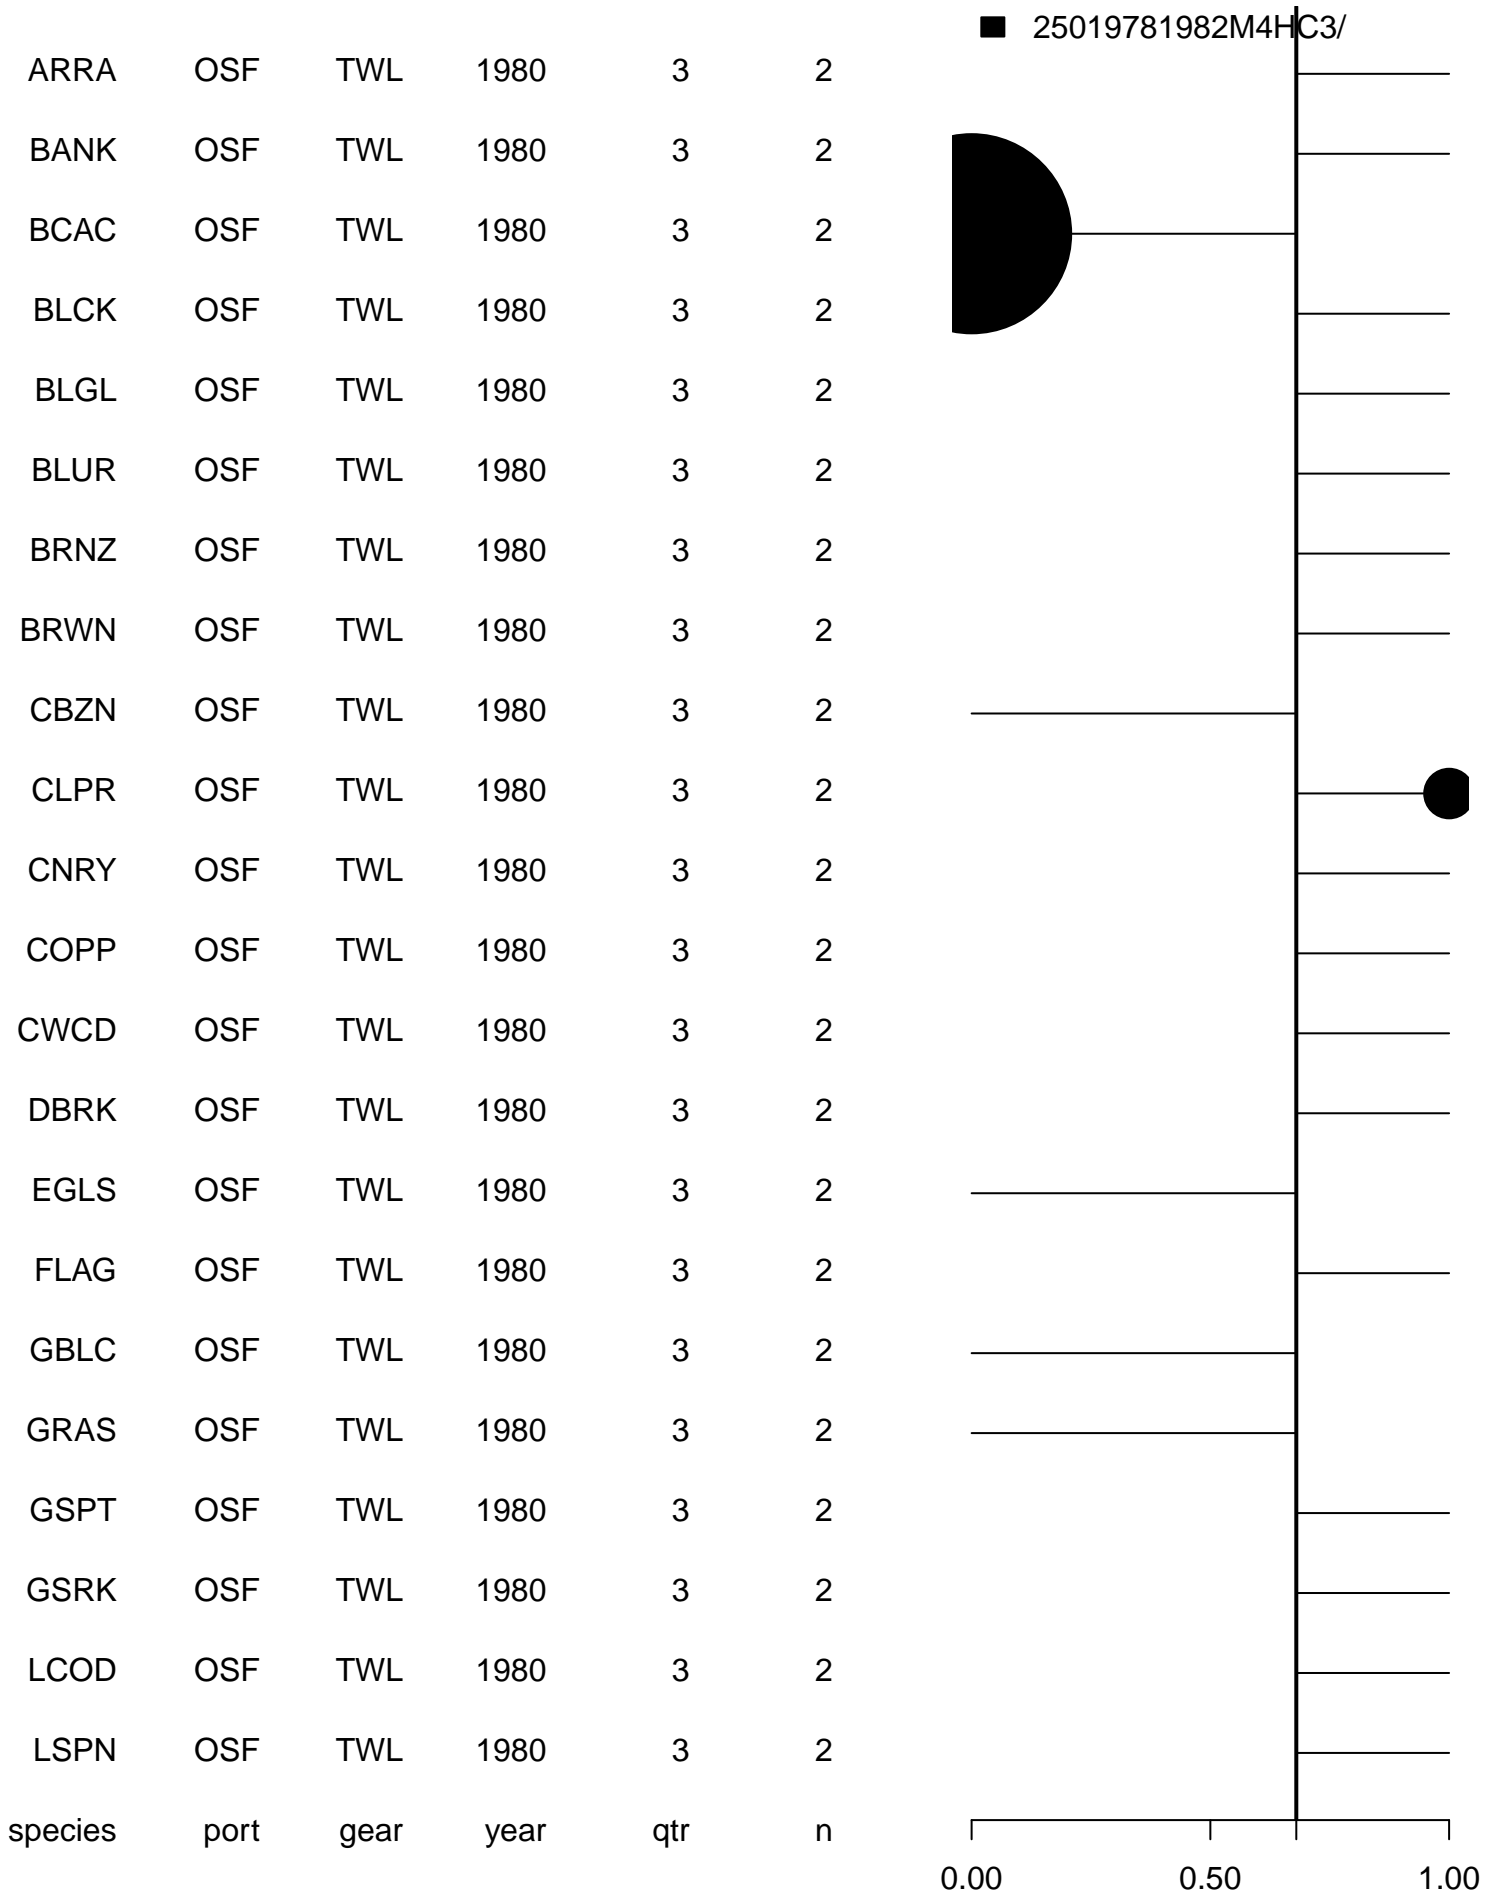 25019781982M4HC3/
ARRA OSF TWL 1980 3 2
BANK OSF TWL 1980 3 2
BCAC OSF TWL 1980 3 2
BLCK OSF TWL 1980 3 2
BLGL OSF TWL 1980 3 2
BLUR OSF TWL 1980 3 2
BRNZ OSF TWL 1980 3 2
BRWN OSF TWL 1980 3 2
CBZN OSF TWL 1980 3 2
CLPR OSF TWL 1980 3 2
CNRY OSF TWL 1980 3 2
COPP OSF TWL 1980 3 2
CWCD OSF TWL 1980 3 2
DBRK OSF TWL 1980 3 2
EGLS OSF TWL 1980 3 2
FLAG OSF TWL 1980 3 2
GBLC OSF TWL 1980 3 2
GRAS OSF TWL 1980 3 2
GSPT OSF TWL 1980 3 2
GSRK OSF TWL 1980 3 2
LCOD OSF TWL 1980 3 2
LSPN OSF TWL 1980 3 2
species port gear year qtr n
0.00 0.50 1.00